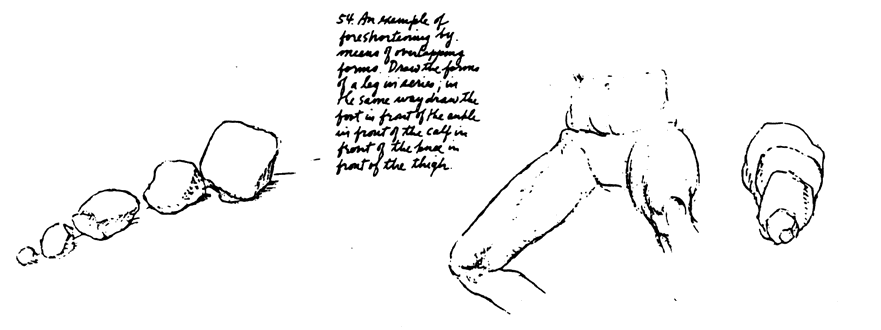 54. An example of
foreshortening by
means of overlapping
forms. Draw the forms
of a leg in series, in
the same way draw the
foot in front of the ankle
in front of the calf in
front of the knee in
front of the thigh.